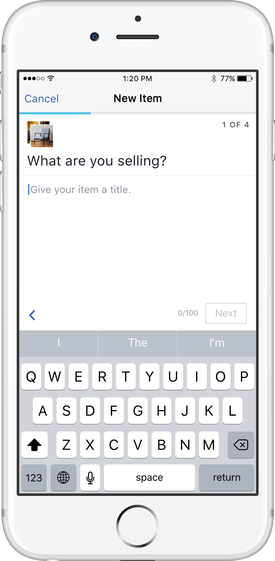 1:20 PM
77%
Cancel
New Item
1 OF 4
What are you selling?
Give your item a title.
0/100
Next
I The I'm
Q W E R T Y U I O P
A S D F G H J K L
Z X C V B N M
123 space return